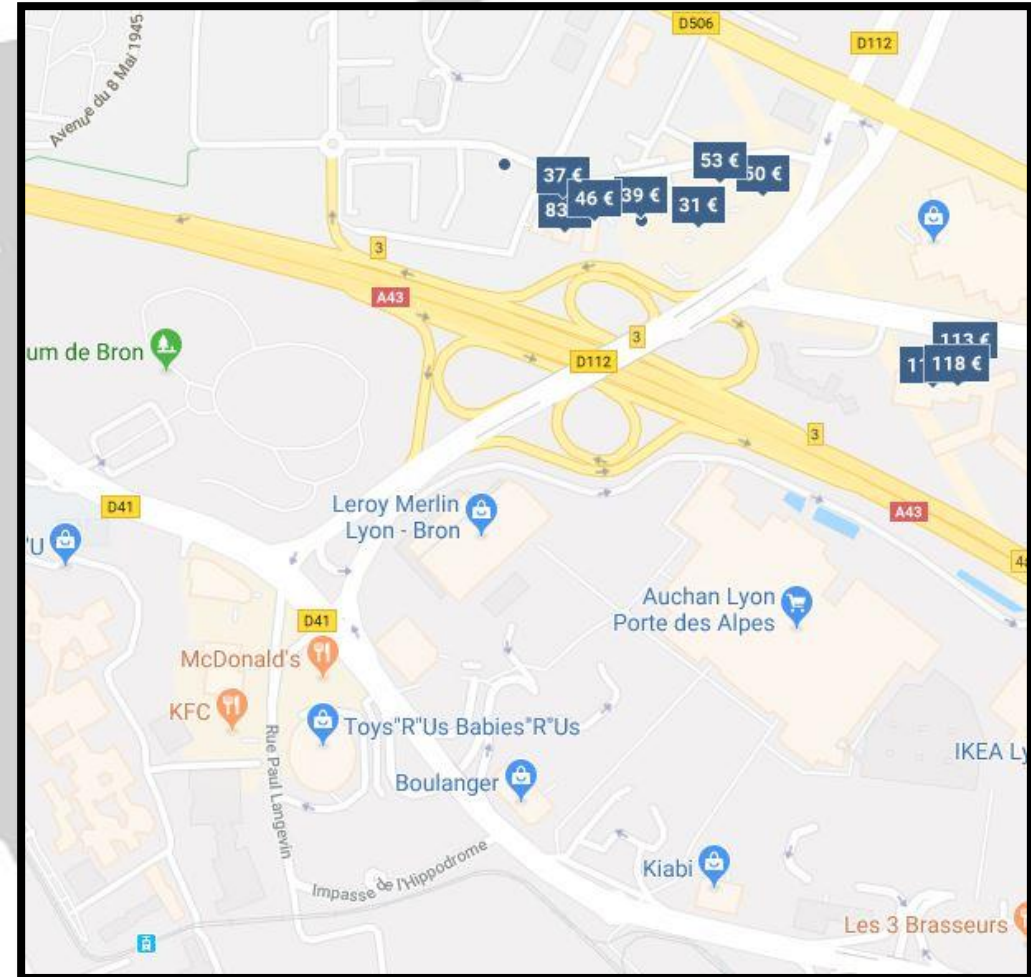 D506
D112
Avenue du 8 Mai 1945
53 €
50 €
37 €
46 €
39 €
31 €
83
3
A43
113 €
11
118 €
um de Bron
3
D112
3
D41
Leroy Merlin
Lyon - Bron
A43
'U
Auchan Lyon
Porte des Alpes
D41
McDonald's
KFC
Toys"R"Us Babies"R"Us
Rue Paul Langevin
IKEA Ly
Boulanger
Impasse de l'Hippodrome
Kiabi
Les 3 Brasseurs